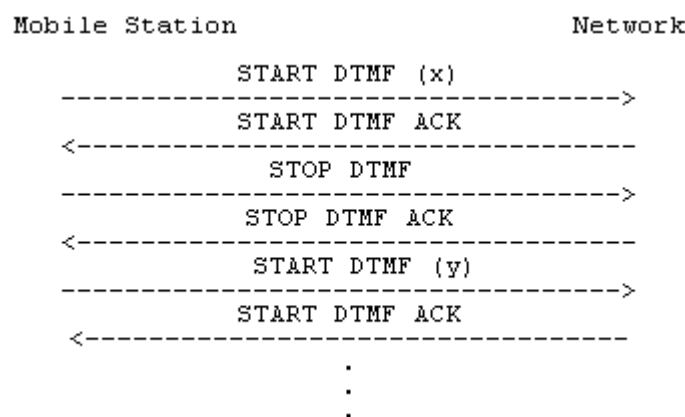 Mobile Station Network
START DTMF (x)
START DTMF ACK
STOP DTMF
STOP DTMF ACK
START DTMF (y)
START DTMF ACK